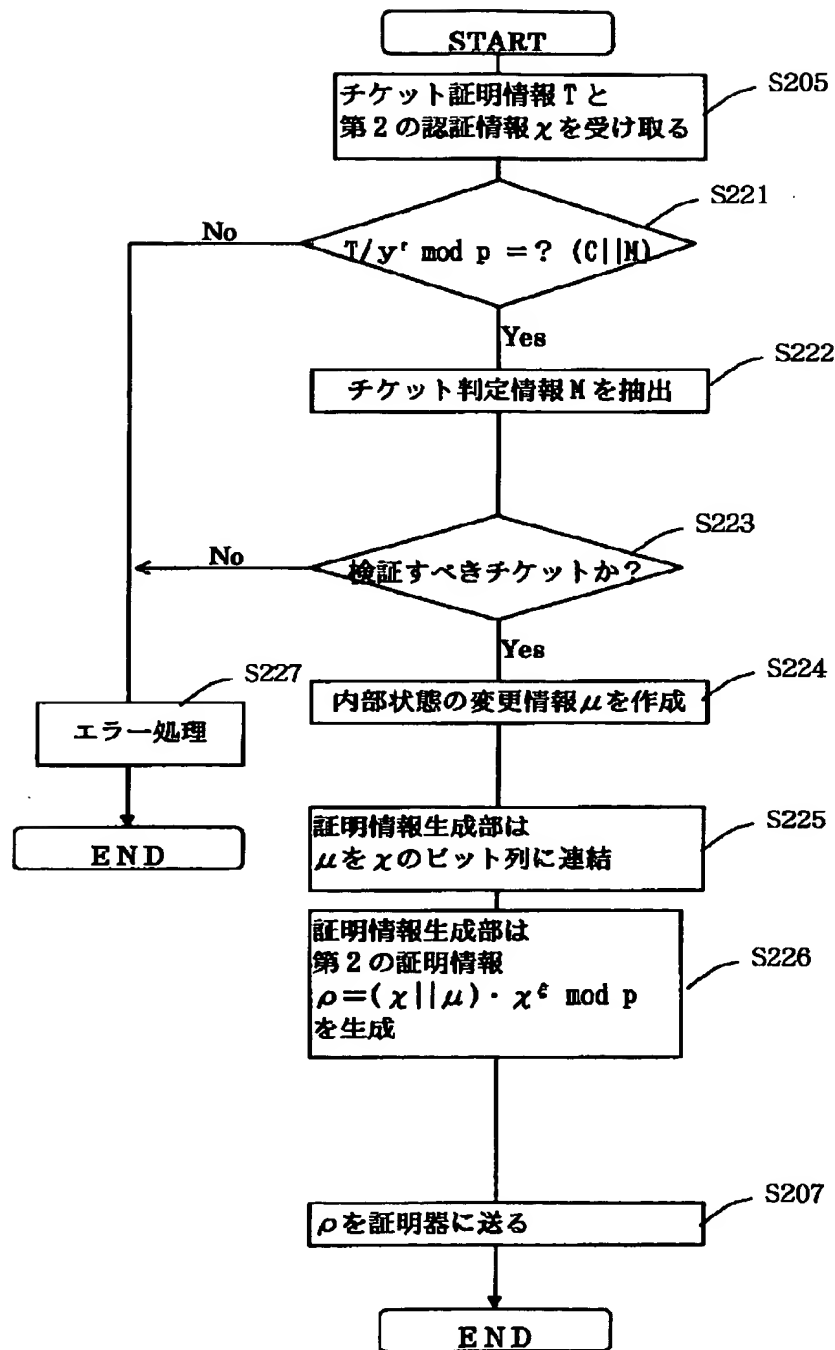 START
S205
チケット証明情報Tと
第2の認証情報χを受け取る
S221
No
T/yʳ mod p =? (C||M)
Yes
S222
チケット判定情報Mを抽出
S223
No
検証すべきチケットか?
Yes
S227
S224
エラー処理
内部状態の変更情報μを作成
END
S225
証明情報生成部は
μをχのビット列に連結
S226
証明情報生成部は
第2の証明情報
ρ=(χ||μ)・χ^ξ mod p
を生成
S207
ρを証明器に送る
END